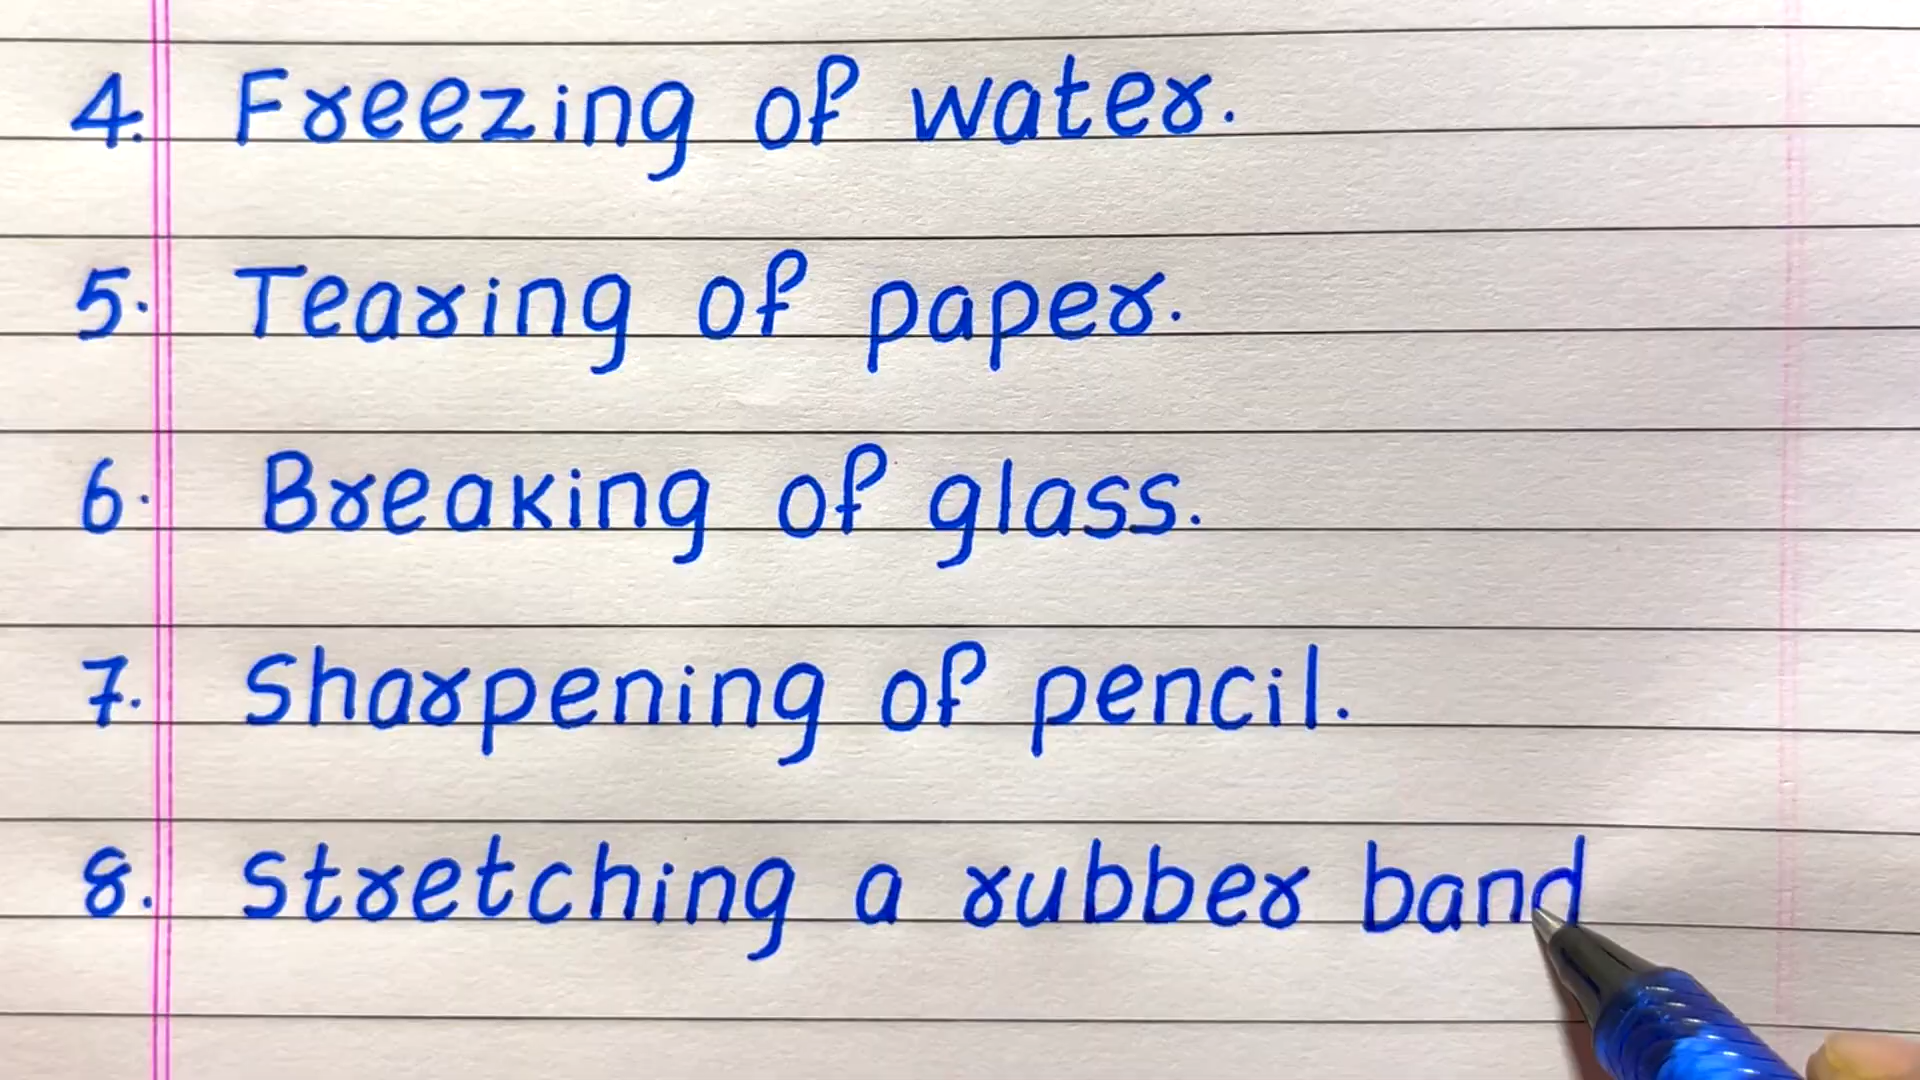 4. Freezing of water.
5. Tearing of paper.
6. Breaking of glass.
7. Sharpening of pencil.
8. Stretching a rubber band